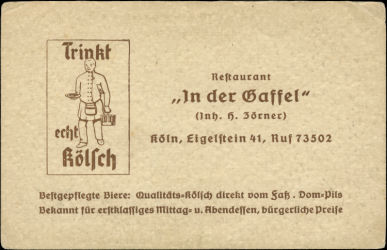 Trinkt
echt
Kölsch
Restaurant
„In der Gaffel“
(Inh. H. Zörner)
Köln, Eigelstein 41, Ruf 73502
Bestgepflegte Biere: Qualitäts-Kölsch direkt vom Faß. Dom-Pils
Bekannt für erstklassiges Mittag- u. Abendessen, bürgerliche Preise